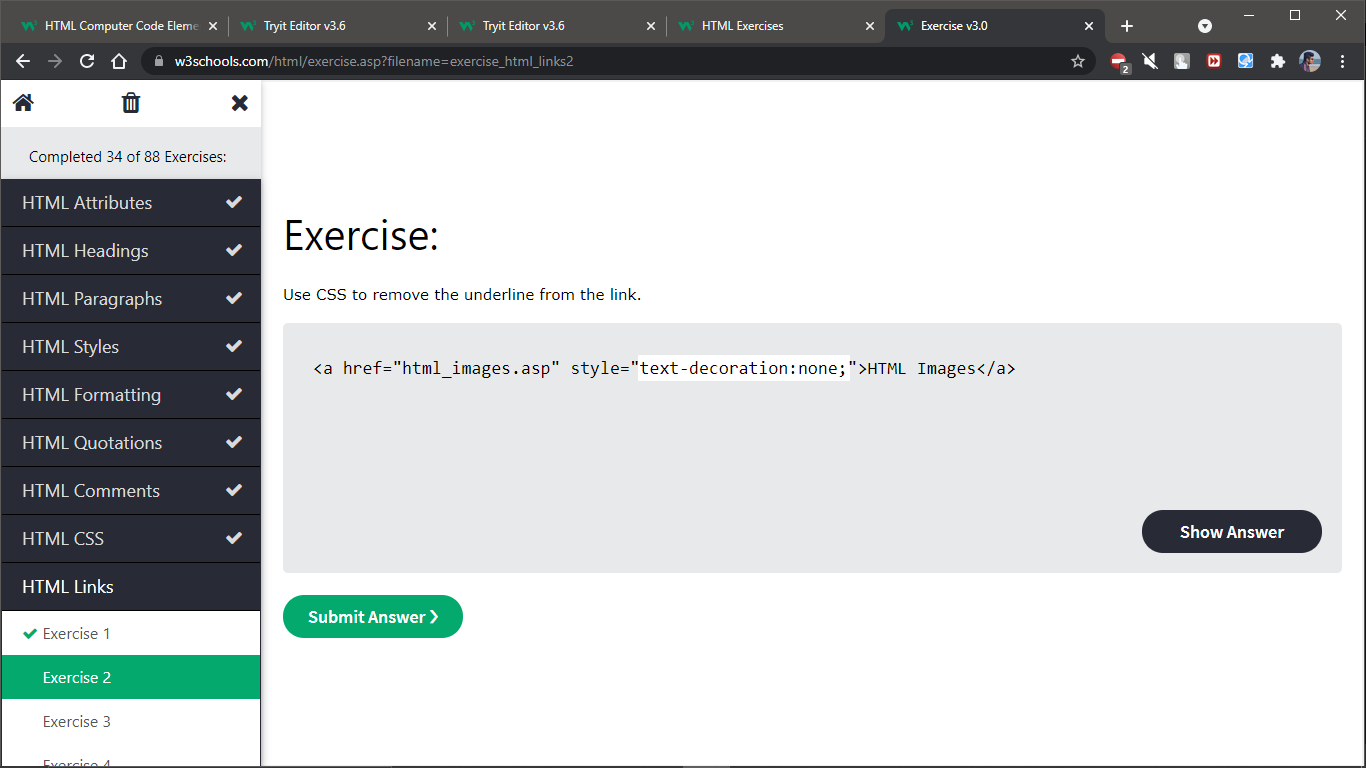 HTML Computer Code Eleme
Tryit Editor v3.6
Tryit Editor v3.6
HTML Exercises
Exercise v3.0
w3schools.com/html/exercise.asp?filename=exercise_html_links2
2
Completed 34 of 88 Exercises:
HTML Attributes
HTML Headings
HTML Paragraphs
HTML Styles
HTML Formatting
HTML Quotations
HTML Comments
HTML CSS
HTML Links
Exercise 1
Exercise 2
Exercise 3
Exercise 4
Exercise:
Use CSS to remove the underline from the link.
<a href="html_images.asp" style="text-decoration:none;">HTML Images</a>
Show Answer
Submit Answer ❯